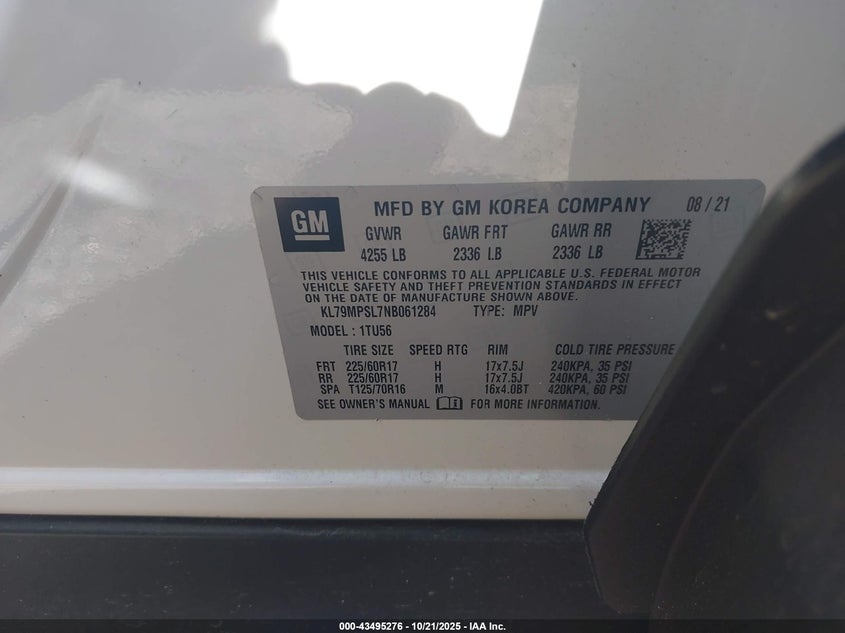 GM
MFD BY GM KOREA COMPANY 08 / 21
GVWR GAWR FRT GAWR RR
4255 LB 2336 LB 2336 LB
THIS VEHICLE CONFORMS TO ALL APPLICABLE U.S. FEDERAL MOTOR
VEHICLE SAFETY AND THEFT PREVENTION STANDARDS IN EFFECT
ON THE DATE OF MANUFACTURE SHOWN ABOVE.
KL79MPSL7NB061284 TYPE: MPV
MODEL : 1TU56
TIRE SIZE SPEED RTG RIM COLD TIRE PRESSURE
FRT 225/60R17 H 17x7.5J 240KPA, 35 PSI
RR 225/60R17 H 17x7.5J 240KPA, 35 PSI
SPA T125/70R16 M 16x4.0BT 420KPA, 60 PSI
SEE OWNER'S MANUAL FOR MORE INFORMATION.
000-43495276 - 10/21/2025 - IAA Inc.